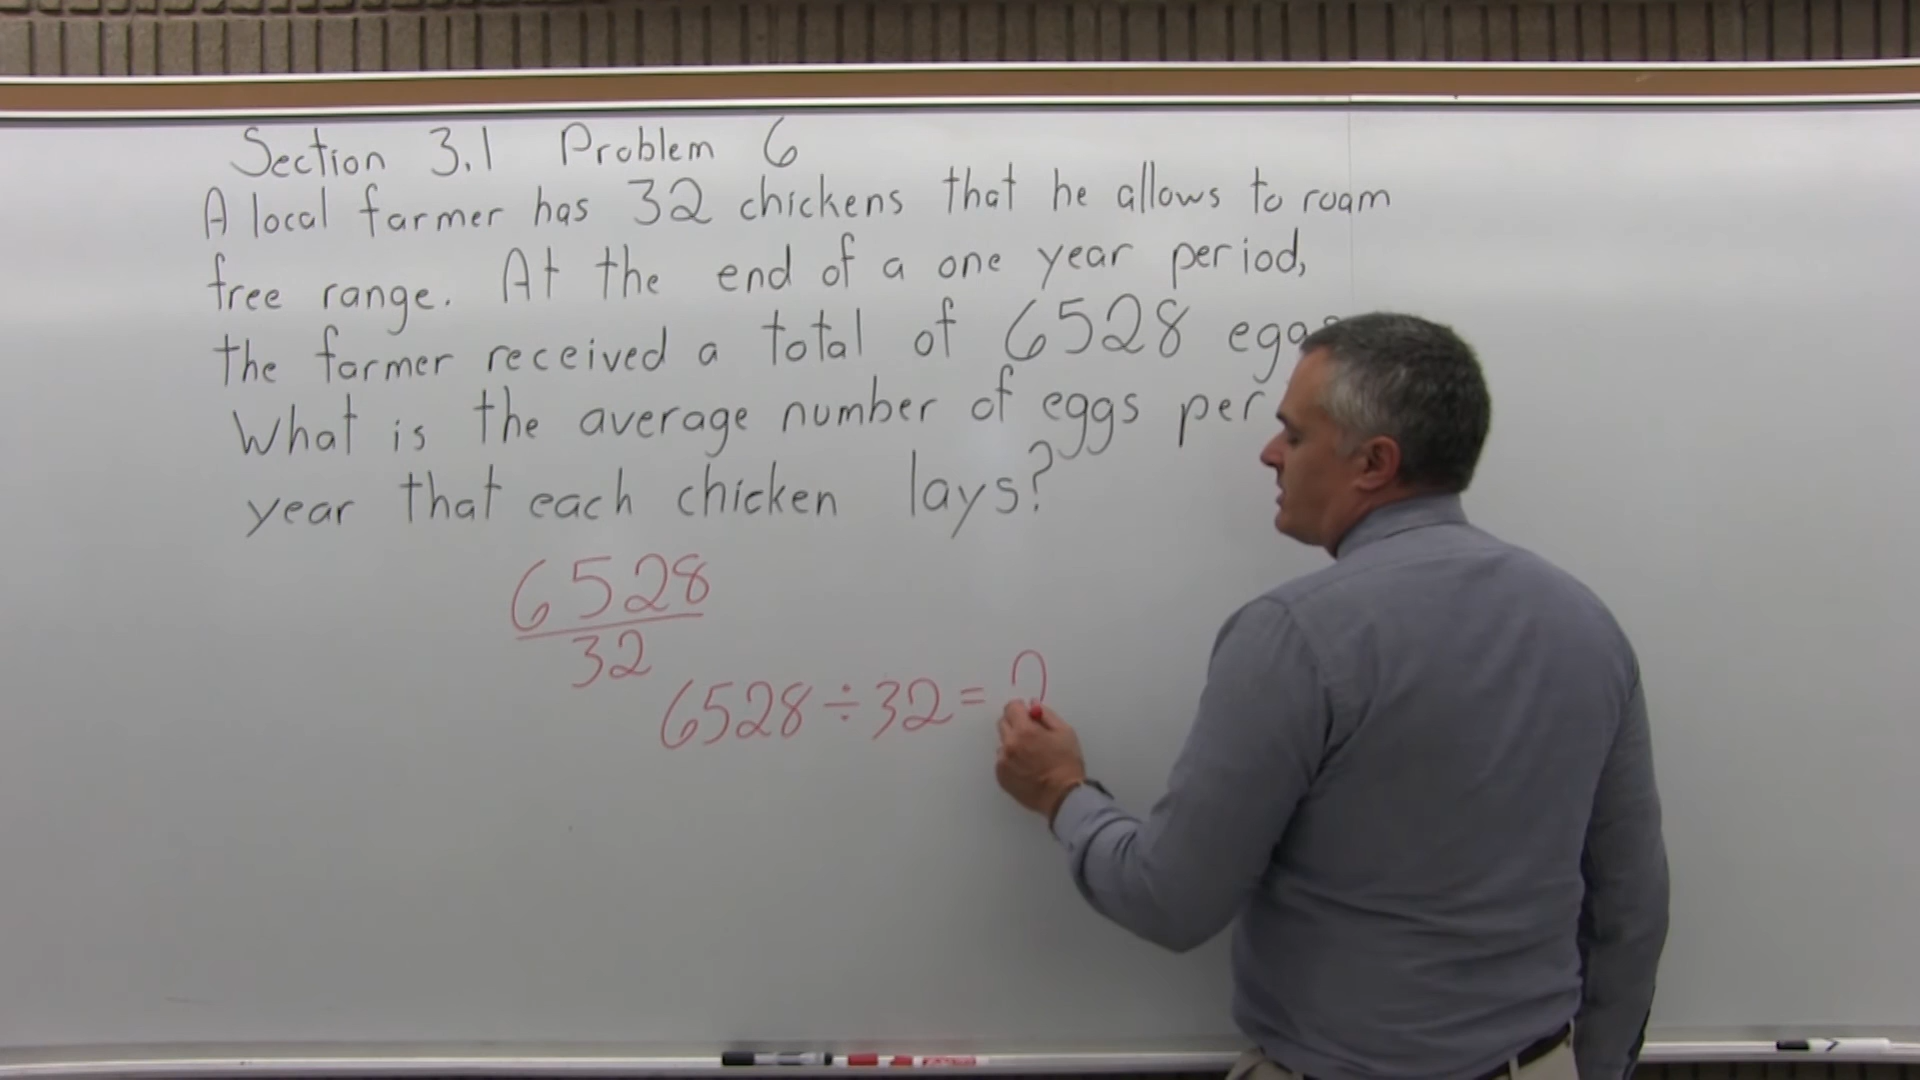 Section 3.1 Problem 6
A local farmer has 32 chickens that he allows to roam
free range. At the end of a one year period,
the farmer received a total of 6528 eggs
What is the average number of eggs per
year that each chicken lays?
6528
32
6528 ÷ 32 = ?